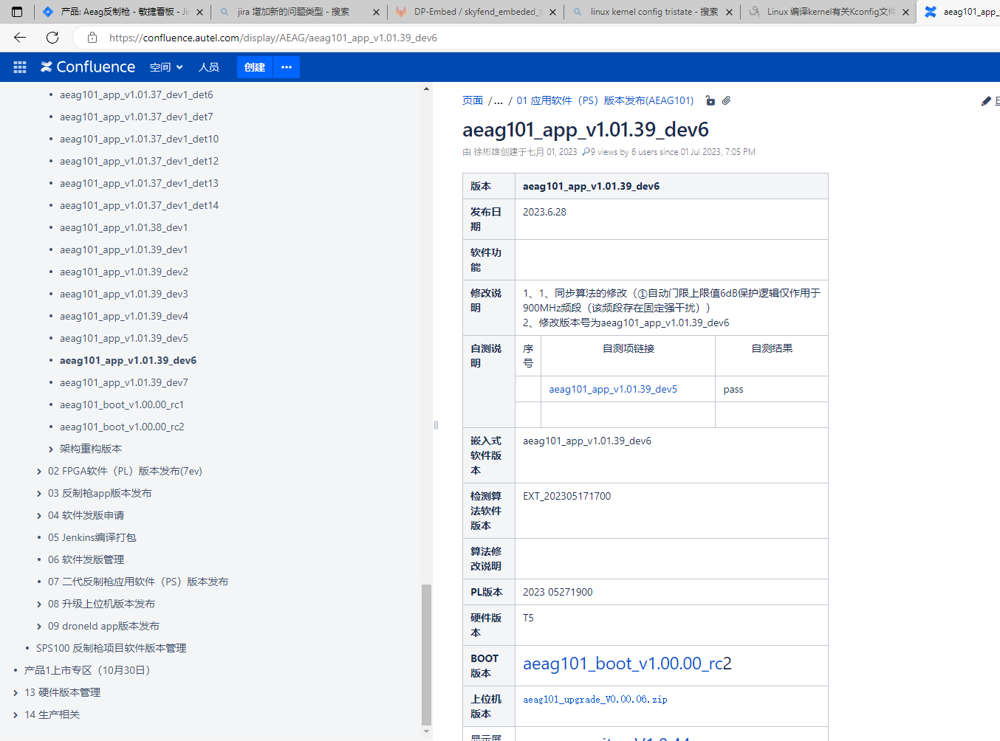 产品: Aeag反制枪 - 敏捷看板 - Jir
jira 增加新的问题类型 - 搜索
DP-Embed / skyfend_embeded_t
linux kernel config tristate - 搜索
Linux 编译kernel有关Kconfig文件
aeag101_app_
https://confluence.autel.com/display/AEAG/aeag101_app_v1.01.39_dev6
Confluence 空间 人员 创建 •••
aeag101_app_v1.01.37_dev1_det6
aeag101_app_v1.01.37_dev1_det7
aeag101_app_v1.01.37_dev1_det10
aeag101_app_v1.01.37_dev1_det12
aeag101_app_v1.01.37_dev1_det13
aeag101_app_v1.01.37_dev1_det14
aeag101_app_v1.01.38_dev1
aeag101_app_v1.01.39_dev1
aeag101_app_v1.01.39_dev2
aeag101_app_v1.01.39_dev3
aeag101_app_v1.01.39_dev4
aeag101_app_v1.01.39_dev5
aeag101_app_v1.01.39_dev6
aeag101_app_v1.01.39_dev7
aeag101_boot_v1.00.00_rc1
aeag101_boot_v1.00.00_rc2
架构重构版本
02 FPGA软件（PL）版本发布(7ev)
03 反制枪app版本发布
04 软件发版申请
05 Jenkins编译打包
06 软件发版管理
07 二代反制枪应用软件（PS）版本发布
08 升级上位机版本发布
09 droneId app版本发布
SPS100 反制枪项目软件版本管理
产品1上市专区（10月30日）
13 硬件版本管理
14 生产相关
页面 /... / 01 应用软件（PS）版本发布(AEAG101)
E
aeag101_app_v1.01.39_dev6
由 徐彬雄创建于七月 01, 2023 9 views by 6 users since 01 Jul 2023, 7:05 PM
版本 aeag101_app_v1.01.39_dev6
发布日 2023.6.28
期
软件功
能
修改说 1、1、同步算法的修改（①自动门限上限值6dB保护逻辑仅作用于
明 900MHz频段（该频段存在固定强干扰））
2、修改版本号为aeag101_app_v1.01.39_dev6
自测说 序 自测项链接 自测结果
明 号
aeag101_app_v1.01.39_dev5 pass
嵌入式 aeag101_app_v1.01.39_dev6
软件版
本
检测算 EXT_202305171700
法软件
版本
算法修
改说明
PL版本 2023 05271900
硬件版 T5
本
BOOT aeag101_boot_v1.00.00_rc2
版本
上位机 aeag101_upgrade_V0.00.06.zip
版本
显示屏